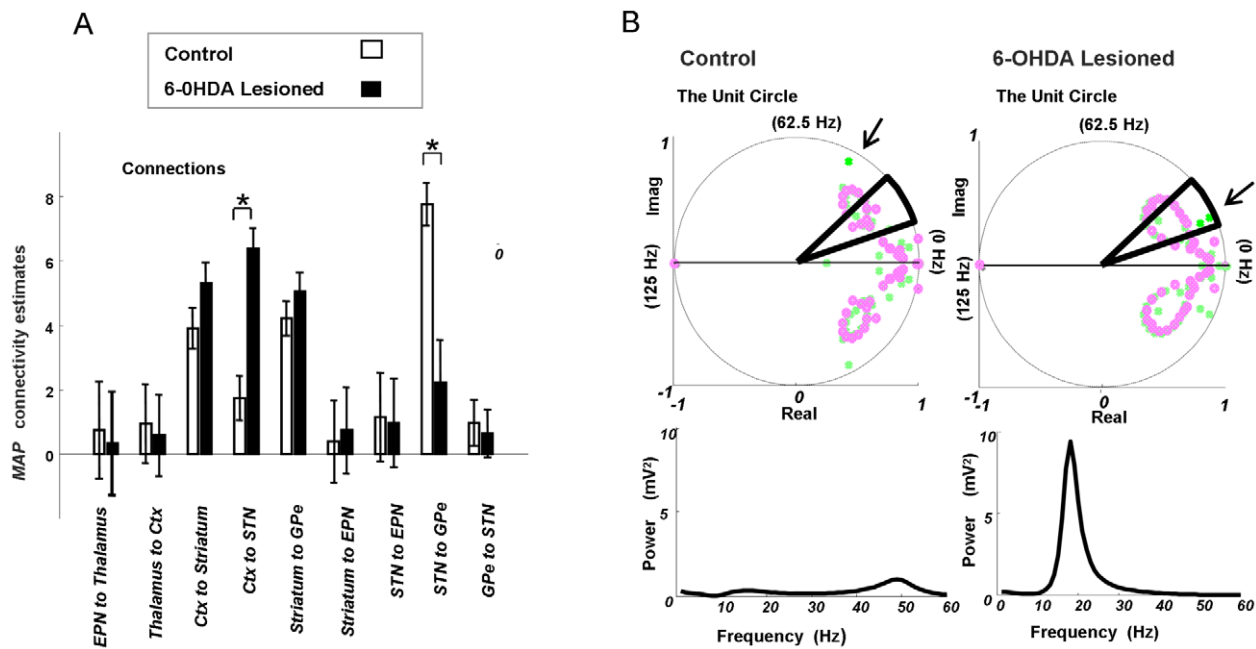 A
Control
6-0HDA Lesioned
Connections
MAP connectivity estimates
8
6
4
2
0
*
*
0
EPN to Thalamus
Thalamus to Ctx
Ctx to Striatum
Ctx to STN
Striatum to GPe
Striatum to EPN
STN to EPN
STN to GPe
GPe to STN
B
Control
The Unit Circle
(62.5 Hz)
1
Imag
(125 Hz)
(0 Hz)
-1
-1
0
1
Real
6-OHDA Lesioned
The Unit Circle
(62.5 Hz)
1
Imag
(125 Hz)
(0 Hz)
-1
-1
0
1
Real
10
5
0
Power (mV²)
10 20 30 40 50 60
Frequency (Hz)
10
5
0
Power (mV²)
10 20 30 40 50 60
Frequency (Hz)